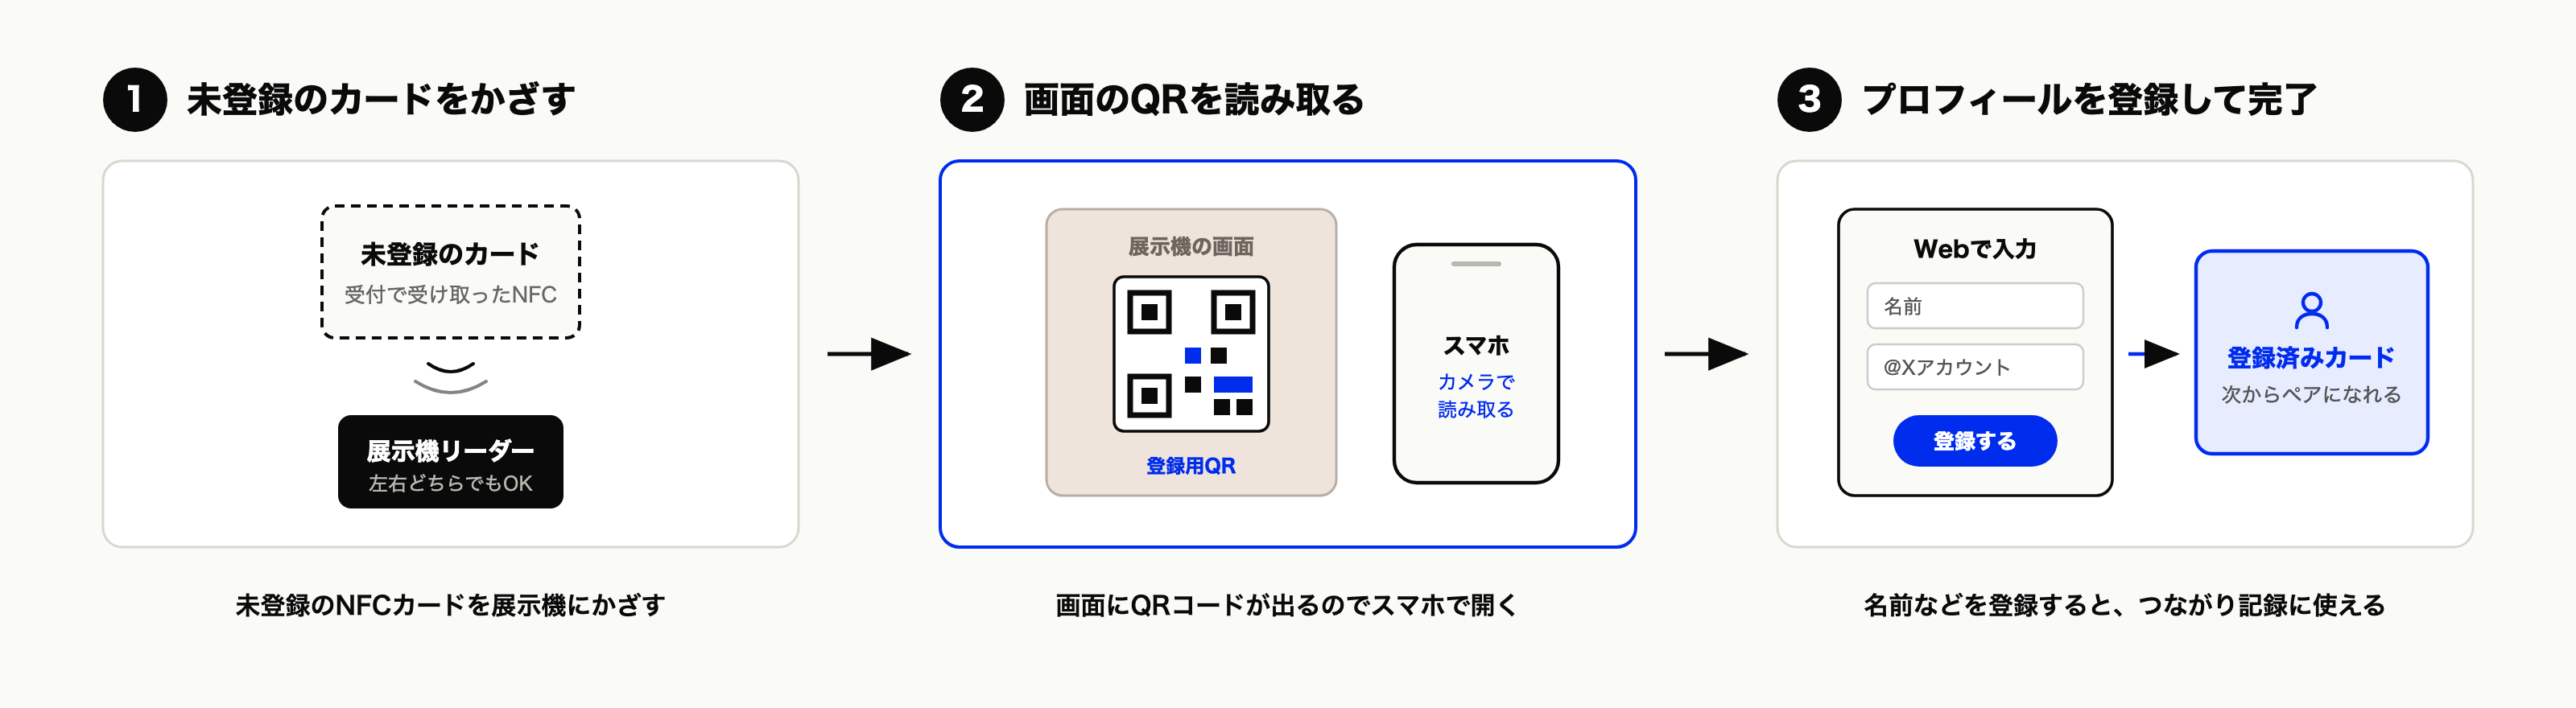 1 未登録のカードをかざす
未登録のカード
受付で受け取ったNFC
展示機リーダー
左右どちらでもOK
未登録のNFCカードを展示機にかざす
2 画面のQRを読み取る
展示機の画面
登録用QR
スマホ
カメラで
読み取る
画面にQRコードが出るのでスマホで開く
3 プロフィールを登録して完了
Webで入力
名前
@Xアカウント
登録する
登録済みカード
次からペアになれる
名前などを登録すると、つながり記録に使える